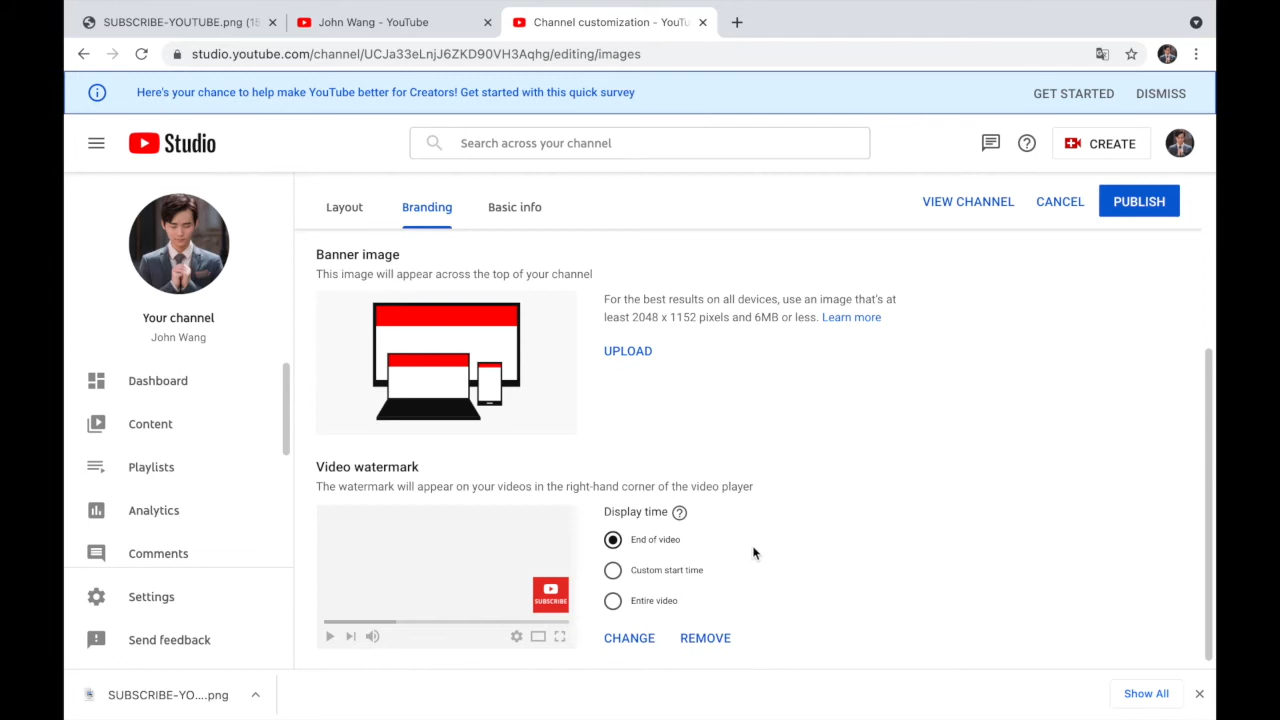 SUBSCRIBE-YOUTUBE.png (15
John Wang - YouTube
Channel customization - YouTu
studio.youtube.com/channel/UCJa33eLnjJ6ZKD90VH3Aqhg/editing/images
Here's your chance to help make YouTube better for Creators! Get started with this quick survey
GET STARTED
DISMISS
Studio
Search across your channel
CREATE
Your channel
John Wang
Dashboard
Content
Playlists
Analytics
Comments
Settings
Send feedback
Layout
Branding
Basic info
VIEW CHANNEL
CANCEL
PUBLISH
Banner image
This image will appear across the top of your channel
For the best results on all devices, use an image that's at
least 2048 x 1152 pixels and 6MB or less. Learn more
UPLOAD
Video watermark
The watermark will appear on your videos in the right-hand corner of the video player
SUBSCRIBE
Display time
End of video
Custom start time
Entire video
CHANGE
REMOVE
SUBSCRIBE-YO....png
Show All